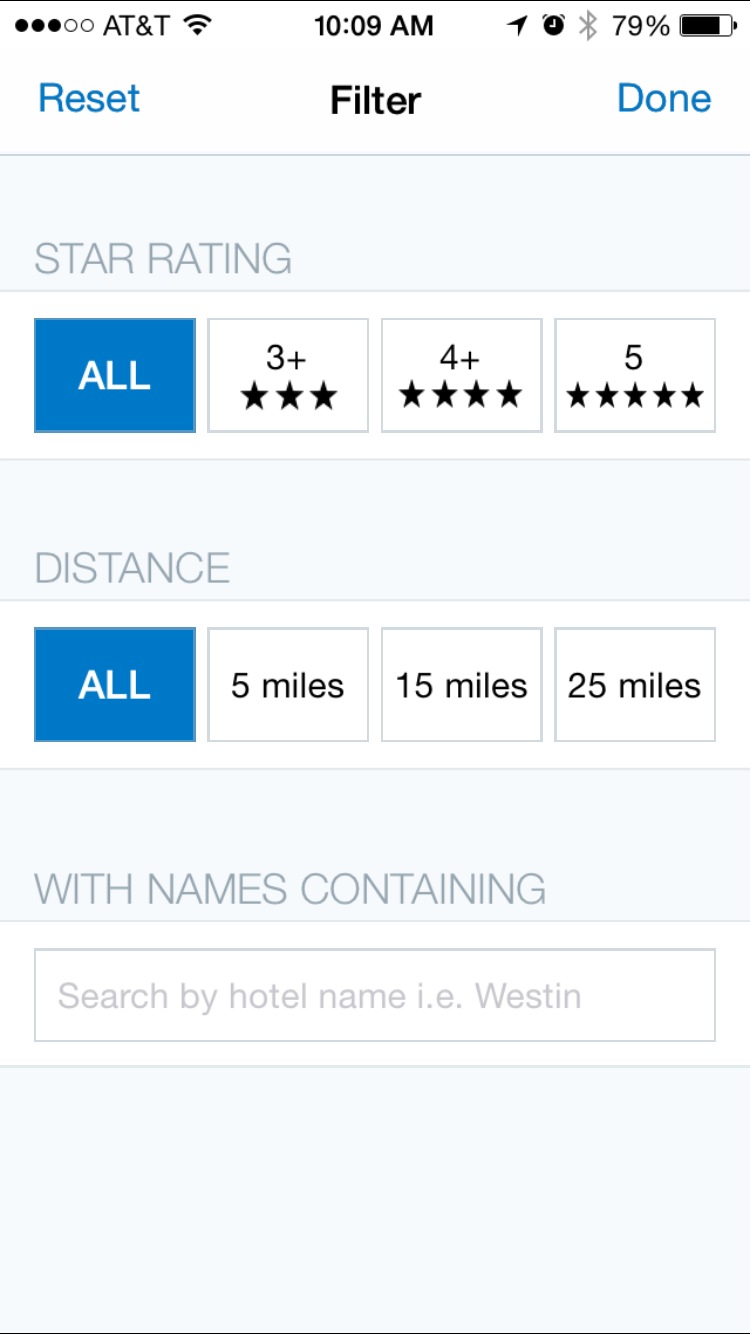 AT&T 10:09 AM 79%
Reset Filter Done
STAR RATING
ALL 3+ 4+ 5
DISTANCE
ALL 5 miles 15 miles 25 miles
WITH NAMES CONTAINING
Search by hotel name i.e. Westin